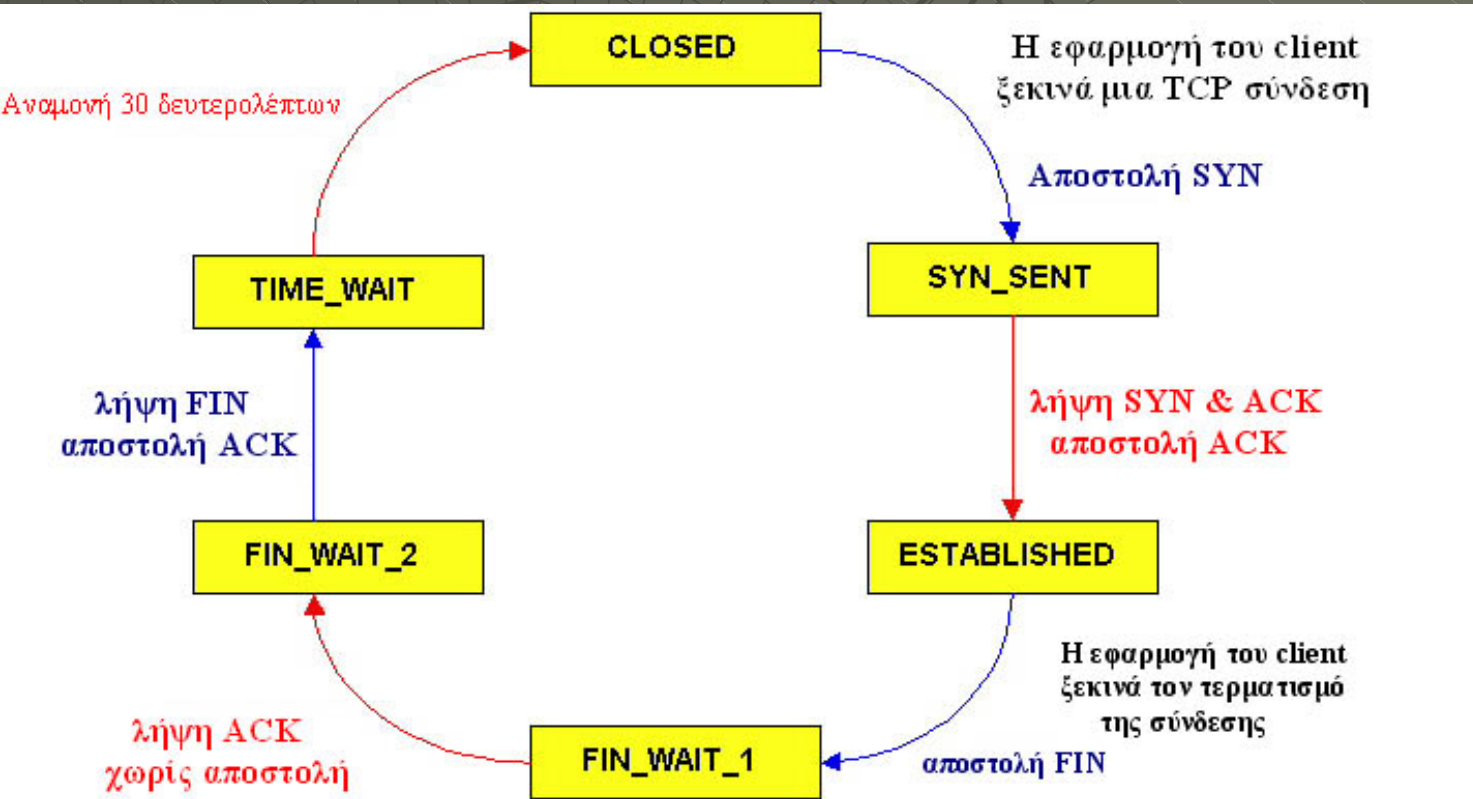 CLOSED
Η εφαρμογή του client
ξεκινά μια TCP σύνδεση
Αναμονή 30 δευτερολέπτων
Αποστολή SYN
TIME_WAIT
SYN_SENT
λήψη FIN
αποστολή ACK
λήψη SYN & ACK
αποστολή ACK
FIN_WAIT_2
ESTABLISHED
Η εφαρμογή του client
ξεκινά τον τερματισμό
της σύνδεσης
λήψη ACK
χωρίς αποστολή
FIN_WAIT_1
αποστολή FIN